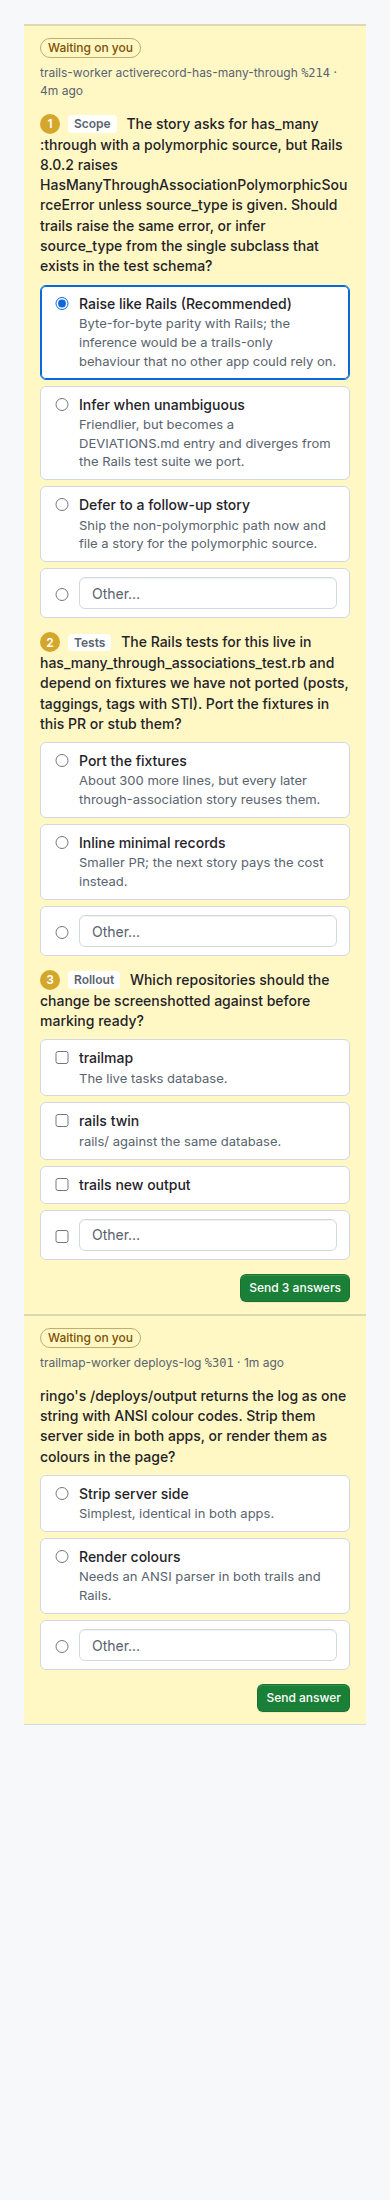 Waiting on you
trails-worker activerecord-has-many-through %214 ·
4m ago
1 Scope The story asks for has_many
:through with a polymorphic source, but Rails
8.0.2 raises
HasManyThroughAssociationPolymorphicSou
rceError unless source_type is given. Should
trails raise the same error, or infer
source_type from the single subclass that
exists in the test schema?
Raise like Rails (Recommended)
Byte-for-byte parity with Rails; the
inference would be a trails-only
behaviour that no other app could rely on.
Infer when unambiguous
Friendlier, but becomes a
DEVIATIONS.md entry and diverges from
the Rails test suite we port.
Defer to a follow-up story
Ship the non-polymorphic path now and
file a story for the polymorphic source.
Other...
2 Tests The Rails tests for this live in
has_many_through_associations_test.rb and
depend on fixtures we have not ported (posts,
taggings, tags with STI). Port the fixtures in
this PR or stub them?
Port the fixtures
About 300 more lines, but every later
through-association story reuses them.
Inline minimal records
Smaller PR; the next story pays the cost
instead.
Other...
3 Rollout Which repositories should the
change be screenshotted against before
marking ready?
trailmap
The live tasks database.
rails twin
rails/ against the same database.
trails new output
Other...
Send 3 answers
Waiting on you
trailmap-worker deploys-log %301 · 1m ago
ringo's /deploys/output returns the log as one
string with ANSI colour codes. Strip them
server side in both apps, or render them as
colours in the page?
Strip server side
Simplest, identical in both apps.
Render colours
Needs an ANSI parser in both trails and
Rails.
Other...
Send answer